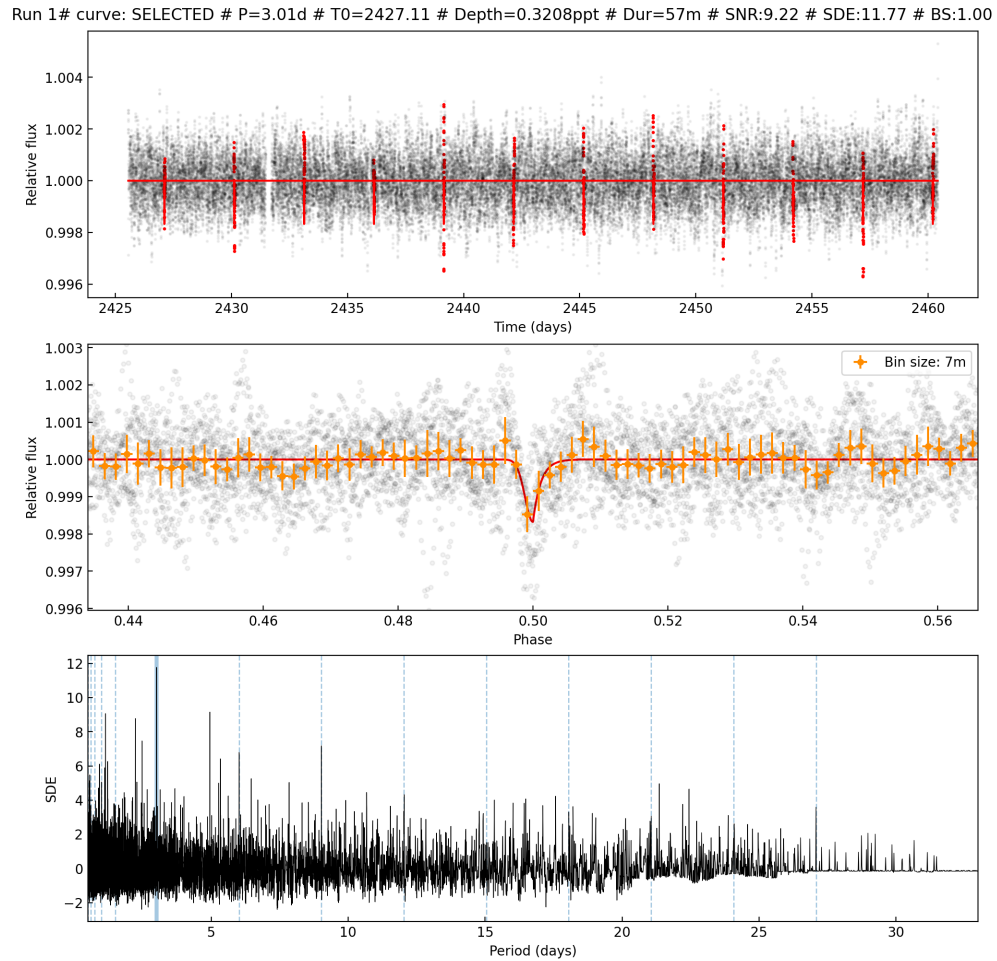 Run 1# curve: SELECTED # P=3.01d # T0=2427.11 # Depth=0.3208ppt # Dur=57m # SNR:9.22 # SDE:11.77 # BS:1.00
1.004
1.002
1.000
0.998
0.996
Relative flux
2425 2430 2435 2440 2445 2450 2455 2460
Time (days)
Bin size: 7m
1.003
1.002
1.001
1.000
0.999
0.998
0.997
0.996
Relative flux
0.44 0.46 0.48 0.50 0.52 0.54 0.56
Phase
12
10
8
6
4
2
0
−2
SDE
5 10 15 20 25 30
Period (days)